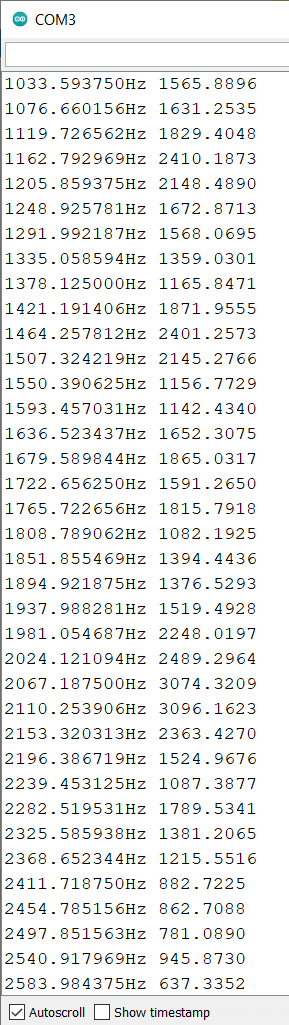 COM3
1033.593750Hz 1565.8896
1076.660156Hz 1631.2535
1119.726562Hz 1829.4048
1162.792969Hz 2410.1873
1205.859375Hz 2148.4890
1248.925781Hz 1672.8713
1291.992187Hz 1568.0695
1335.058594Hz 1359.0301
1378.125000Hz 1165.8471
1421.191406Hz 1871.9555
1464.257812Hz 2401.2573
1507.324219Hz 2145.2766
1550.390625Hz 1156.7729
1593.457031Hz 1142.4340
1636.523437Hz 1652.3075
1679.589844Hz 1865.0317
1722.656250Hz 1591.2650
1765.722656Hz 1815.7918
1808.789062Hz 1082.1925
1851.855469Hz 1394.4436
1894.921875Hz 1376.5293
1937.988281Hz 1519.4928
1981.054687Hz 2248.0197
2024.121094Hz 2489.2964
2067.187500Hz 3074.3209
2110.253906Hz 3096.1623
2153.320313Hz 2363.4270
2196.386719Hz 1524.9676
2239.453125Hz 1087.3877
2282.519531Hz 1789.5341
2325.585938Hz 1381.2065
2368.652344Hz 1215.5516
2411.718750Hz 882.7225
2454.785156Hz 862.7088
2497.851563Hz 781.0890
2540.917969Hz 945.8730
2583.984375Hz 637.3352
Autoscroll Show timestamp